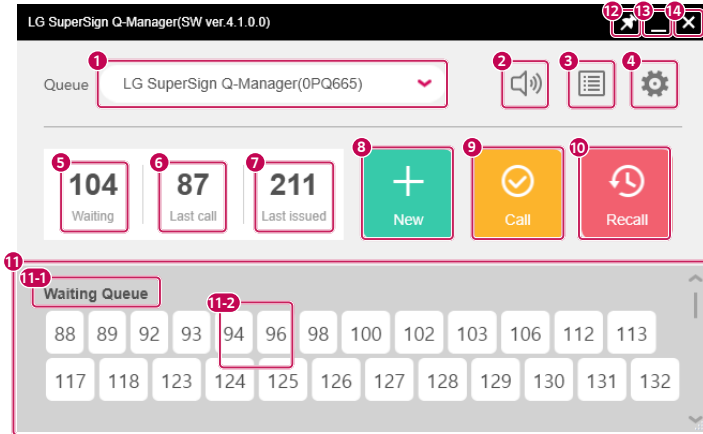 LG SuperSign Q-Manager(SW ver.4.1.0.0)
12 13 14
1 2 3 4
Queue LG SuperSign Q-Manager(0PQ665)
5 6 7 8 9 10
104 87 211
Waiting Last call Last issued New Call Recall
11
11-1
Waiting Queue
11-2
88 89 92 93 94 96 98 100 102 103 106 112 113
117 118 123 124 125 126 127 128 129 130 131 132